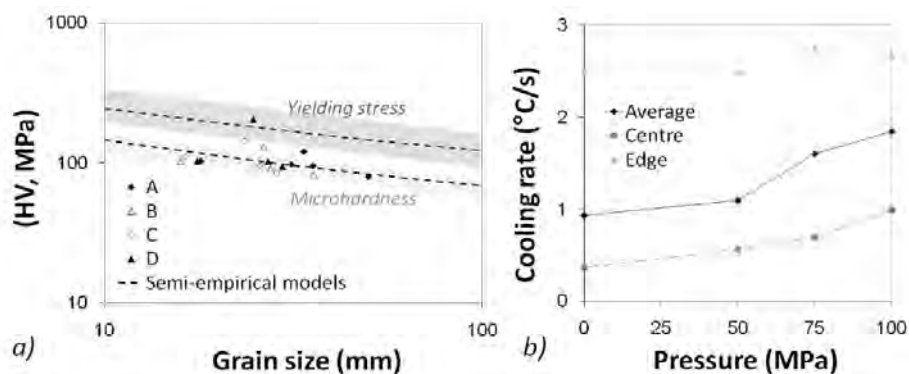 1000
100
10
(HV, MPa)
Yielding stress
Microhardness
A
B
C
D
Semi-empirical models
10
100
a)
Grain size (mm)
3
2
1
0
Cooling rate (°C/s)
Average
Centre
Edge
0
25
50
75
100
b)
Pressure (MPa)